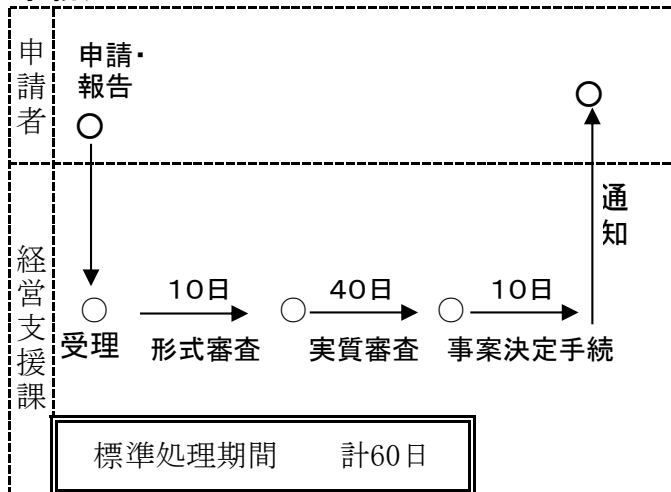 申請者
申請・
報告
通知
経営支援課
10日
40日
10日
受理
形式審査
実質審査
事案決定手続
標準処理期間　計60日